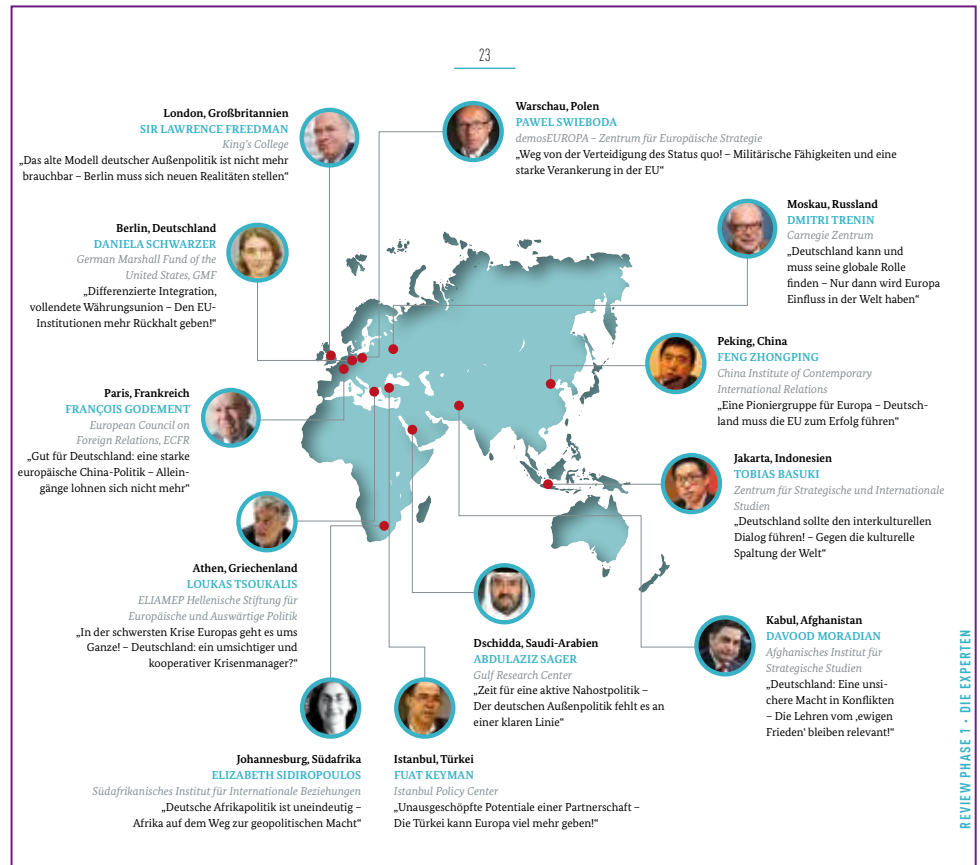 23
London, Großbritannien
SIR LAWRENCE FREEDMAN
King's College
„Das alte Modell deutscher Außenpolitik ist nicht mehr
brauchbar – Berlin muss sich neuen Realitäten stellen“
Warschau, Polen
PAWEL SWIEBODA
demosEUROPA – Zentrum für Europäische Strategie
„Weg von der Verteidigung des Status quo! – Militärische Fähigkeiten und eine
starke Verankerung in der EU“
Berlin, Deutschland
DANIELA SCHWARZER
German Marshall Fund of the
United States, GMF
„Differenzierte Integration,
vollendete Währungsunion – Den EU-
Institutionen mehr Rückhalt geben!“
Moskau, Russland
DMITRI TRENIN
Carnegie Zentrum
„Deutschland kann und
muss seine globale Rolle
finden – Nur dann wird Europa
Einfluss in der Welt haben“
Peking, China
FENG ZHONGPING
China Institute of Contemporary
International Relations
„Eine Pioniergruppe für Europa – Deutsch-
land muss die EU zum Erfolg führen“
Paris, Frankreich
FRANÇOIS GODEMENT
European Council on
Foreign Relations, ECFR
„Gut für Deutschland: eine starke
europäische China-Politik – Allein-
gänge lohnen sich nicht mehr“
Jakarta, Indonesien
TOBIAS BASUKI
Zentrum für Strategische und Internationale
Studien
„Deutschland sollte den interkulturellen
Dialog führen! – Gegen die kulturelle
Spaltung der Welt“
Athen, Griechenland
LOUKAS TSOUKALIS
ELIAMEP Hellenische Stiftung für
Europäische und Auswärtige Politik
„In der schwersten Krise Europas geht es ums
Ganze! – Deutschland: ein umsichtiger und
kooperativer Krisenmanager?“
Dschidda, Saudi-Arabien
ABDULAZIZ SAGER
Gulf Research Center
„Zeit für eine aktive Nahostpolitik –
Der deutschen Außenpolitik fehlt es an
einer klaren Linie“
Kabul, Afghanistan
DAVOOD MORADIAN
Afghanisches Institut für
Strategische Studien
„Deutschland: Eine unsi-
chere Macht in Konflikten
– Die Lehren vom ‚ewigen
Frieden‘ bleiben relevant!“
Johannesburg, Südafrika
ELIZABETH SIDIROPOULOS
Südafrikanisches Institut für Internationale Beziehungen
„Deutsche Afrikapolitik ist uneindeutig –
Afrika auf dem Weg zur geopolitischen Macht“
Istanbul, Türkei
FUAT KEYMAN
Istanbul Policy Center
„Unausgeschöpfte Potentiale einer Partnerschaft –
Die Türkei kann Europa viel mehr geben!“
REVIEW PHASE 1 · DIE EXPERTEN